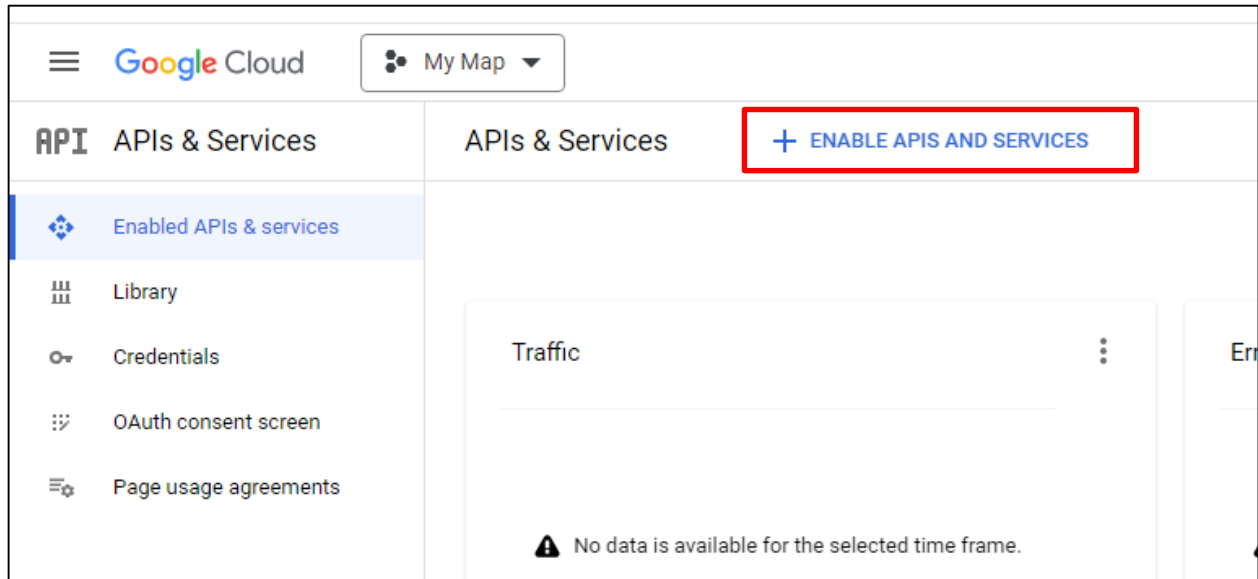 Google Cloud
My Map
API APIs & Services
APIs & Services
+ ENABLE APIS AND SERVICES
Enabled APIs & services
Library
Credentials
OAuth consent screen
Page usage agreements
Traffic
Err
No data is available for the selected time frame.